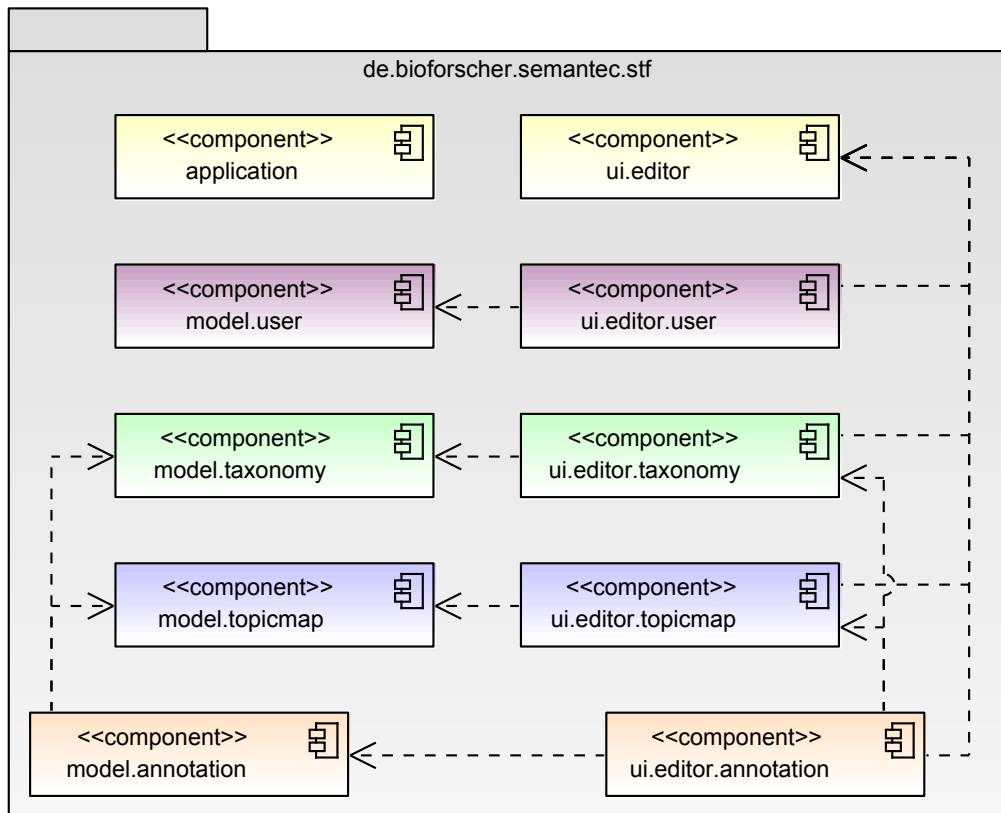 de.bioforscher.semantec.stf
<<component>>
application
<<component>>
ui.editor
<<component>>
model.user
<<component>>
ui.editor.user
<<component>>
model.taxonomy
<<component>>
ui.editor.taxonomy
<<component>>
model.topicmap
<<component>>
ui.editor.topicmap
<<component>>
model.annotation
<<component>>
ui.editor.annotation